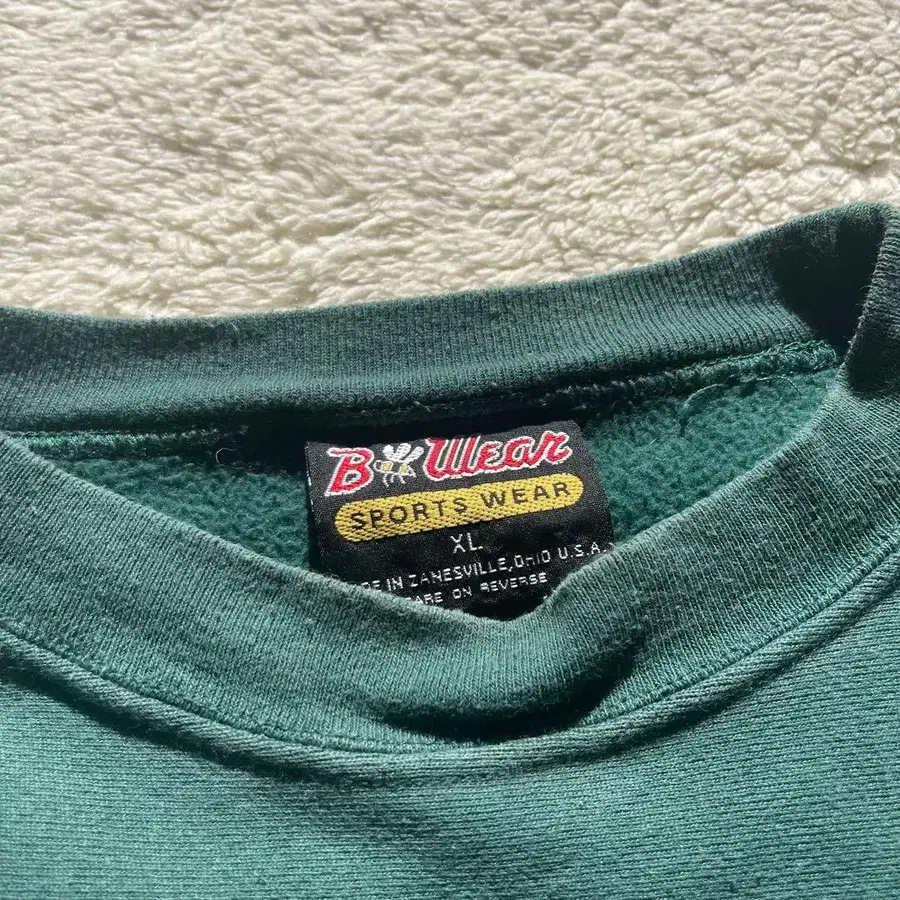 B Wear
SPORTS WEAR
XL
IN ZANESVILLE, OHIO U.S.A.
ON REVERSE